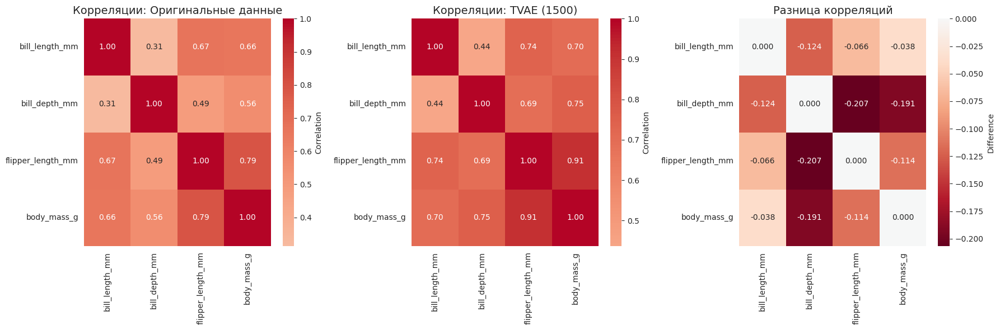 Корреляции: Оригинальные данные
bill_length_mm 1.00 0.31 0.67 0.66
bill_depth_mm 0.31 1.00 0.49 0.56
flipper_length_mm 0.67 0.49 1.00 0.79
body_mass_g 0.66 0.56 0.79 1.00
bill_length_mm
bill_depth_mm
flipper_length_mm
body_mass_g
1.0
0.9
0.8
0.7
0.6
0.5
0.4
Correlation
Корреляции: TVAE (1500)
bill_length_mm 1.00 0.44 0.74 0.70
bill_depth_mm 0.44 1.00 0.69 0.75
flipper_length_mm 0.74 0.69 1.00 0.91
body_mass_g 0.70 0.75 0.91 1.00
bill_length_mm
bill_depth_mm
flipper_length_mm
body_mass_g
1.0
0.9
0.8
0.7
0.6
0.5
Correlation
Разница корреляций
bill_length_mm 0.000 -0.124 -0.066 -0.038
bill_depth_mm -0.124 0.000 -0.207 -0.191
flipper_length_mm -0.066 -0.207 0.000 -0.114
body_mass_g -0.038 -0.191 -0.114 0.000
bill_length_mm
bill_depth_mm
flipper_length_mm
body_mass_g
0.000
−0.025
−0.050
−0.075
−0.100
−0.125
−0.150
−0.175
−0.200
Difference